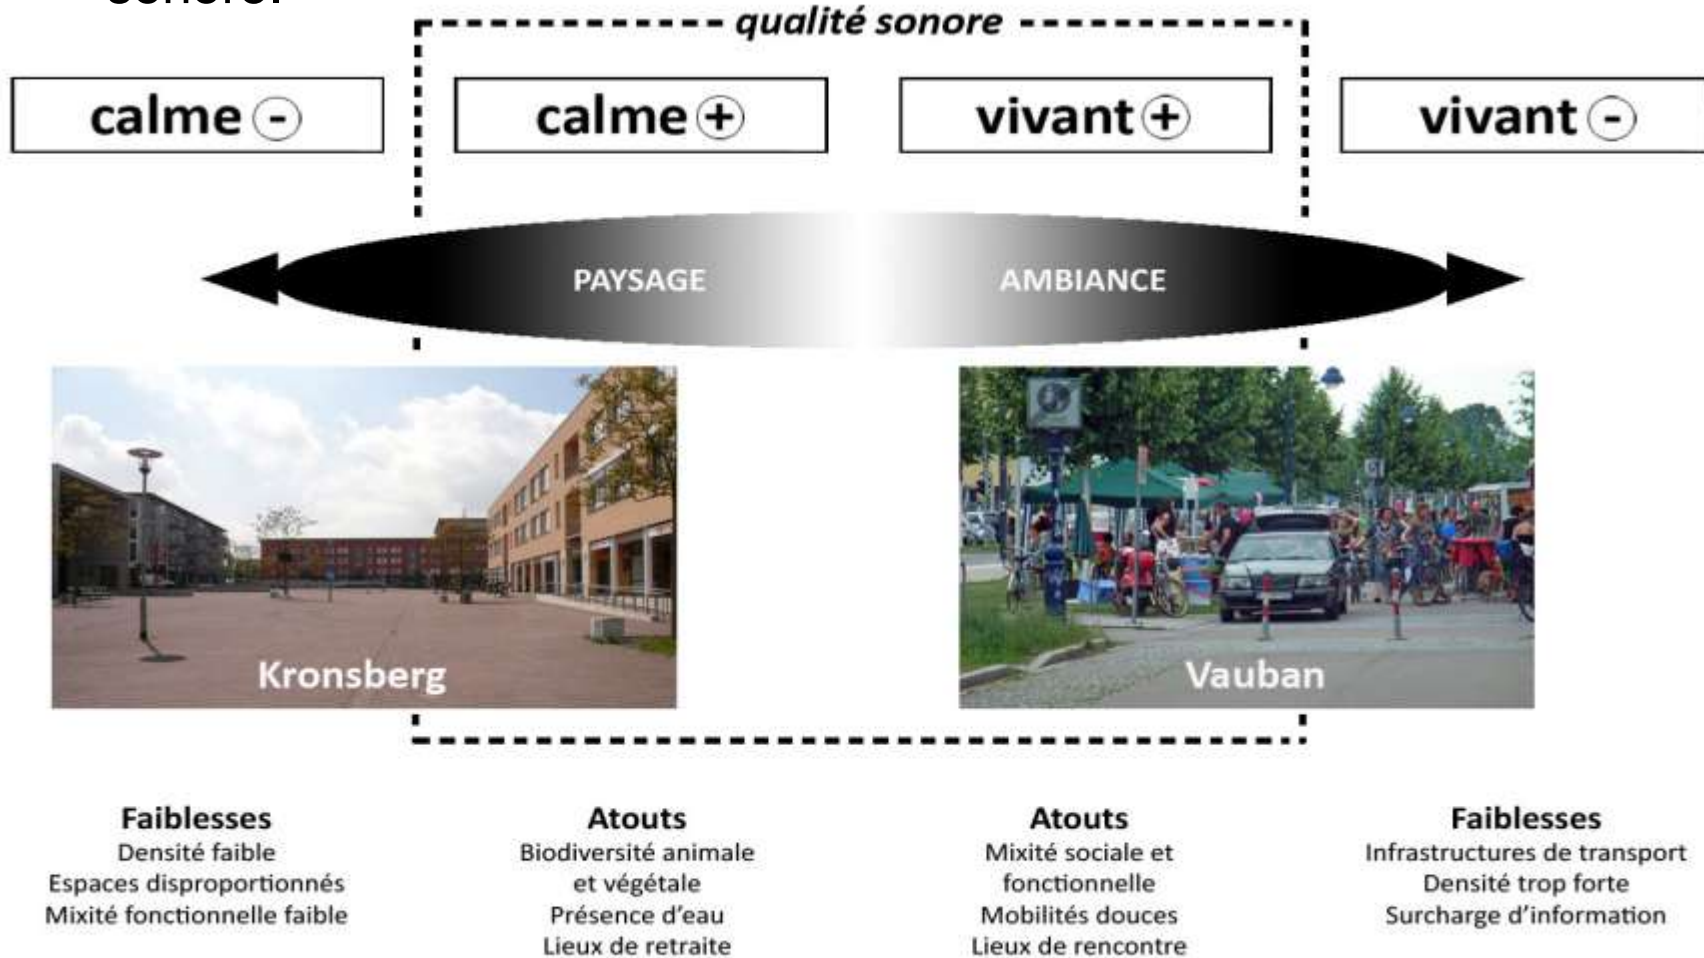 sonore.
qualité sonore
calme -
calme +
vivant +
vivant -
PAYSAGE
AMBIANCE
Kronsberg
Vauban
Faiblesses
Densité faible
Espaces disproportionnés
Mixité fonctionnelle faible
Atouts
Biodiversité animale
et végétale
Présence d'eau
Lieux de retraite
Atouts
Mixité sociale et
fonctionnelle
Mobilités douces
Lieux de rencontre
Faiblesses
Infrastructures de transport
Densité trop forte
Surcharge d'information